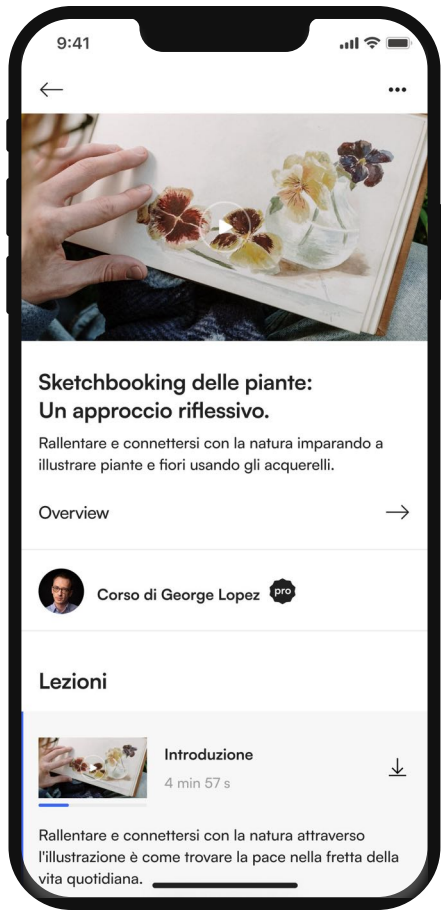 9:41
Sketchbooking delle piante:
Un approccio riflessivo.
Rallentare e connettersi con la natura imparando a
illustrare piante e fiori usando gli acquerelli.
Overview
Corso di George Lopez pro
Lezioni
Introduzione
4 min 57 s
Rallentare e connettersi con la natura attraverso
l'illustrazione è come trovare la pace nella fretta della
vita quotidiana.